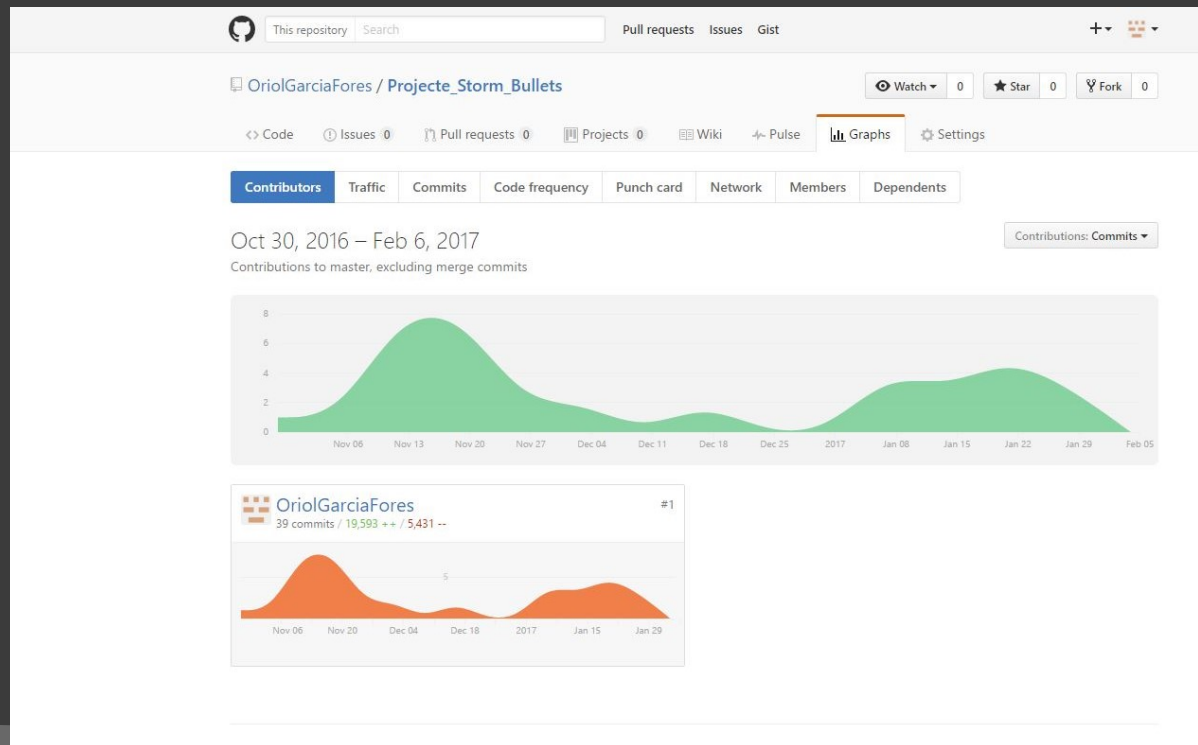 This repository Search Pull requests Issues Gist
OriolGarciaFores / Projecte_Storm_Bullets Watch 0 Star 0 Fork 0
Code Issues 0 Pull requests 0 Projects 0 Wiki Pulse Graphs Settings
Contributors Traffic Commits Code frequency Punch card Network Members Dependents
Oct 30, 2016 – Feb 6, 2017 Contributions: Commits
Contributions to master, excluding merge commits
8
6
4
2
0
Nov 06 Nov 13 Nov 20 Nov 27 Dec 04 Dec 11 Dec 18 Dec 25 2017 Jan 08 Jan 15 Jan 22 Jan 29 Feb 05
OriolGarciaFores #1
39 commits / 19,593 ++ / 5,431 --
5
Nov 06 Nov 20 Dec 04 Dec 18 2017 Jan 15 Jan 29